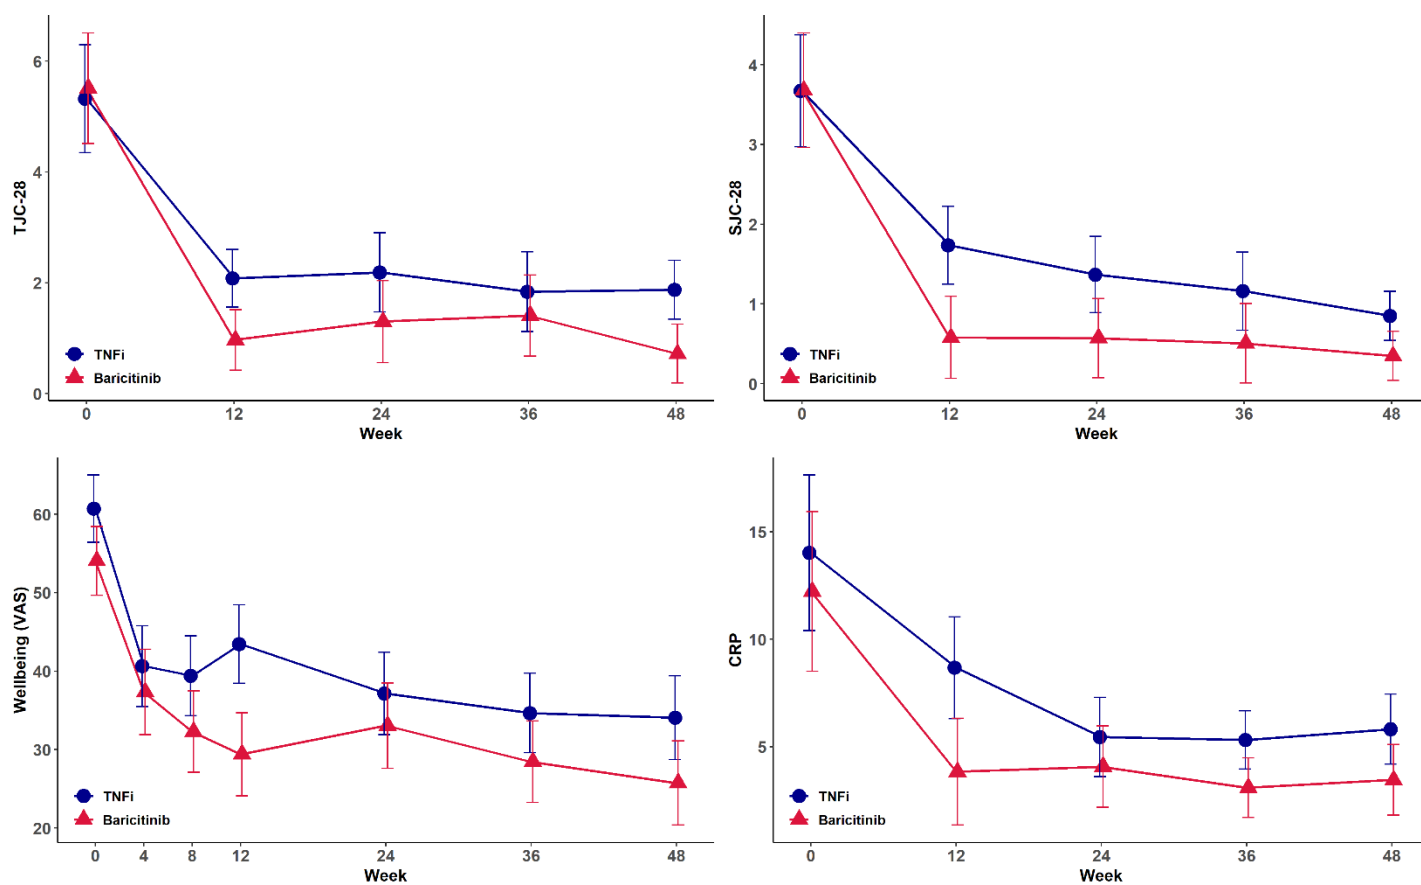 TJC-28
6
4
2
0
TNFi
Baricitinib
0 12 24 36 48
Week
SJC-28
4
3
2
1
0
TNFi
Baricitinib
0 12 24 36 48
Week
Wellbeing (VAS)
60
50
40
30
20
TNFi
Baricitinib
0 4 8 12 24 36 48
Week
CRP
15
10
5
TNFi
Baricitinib
0 12 24 36 48
Week